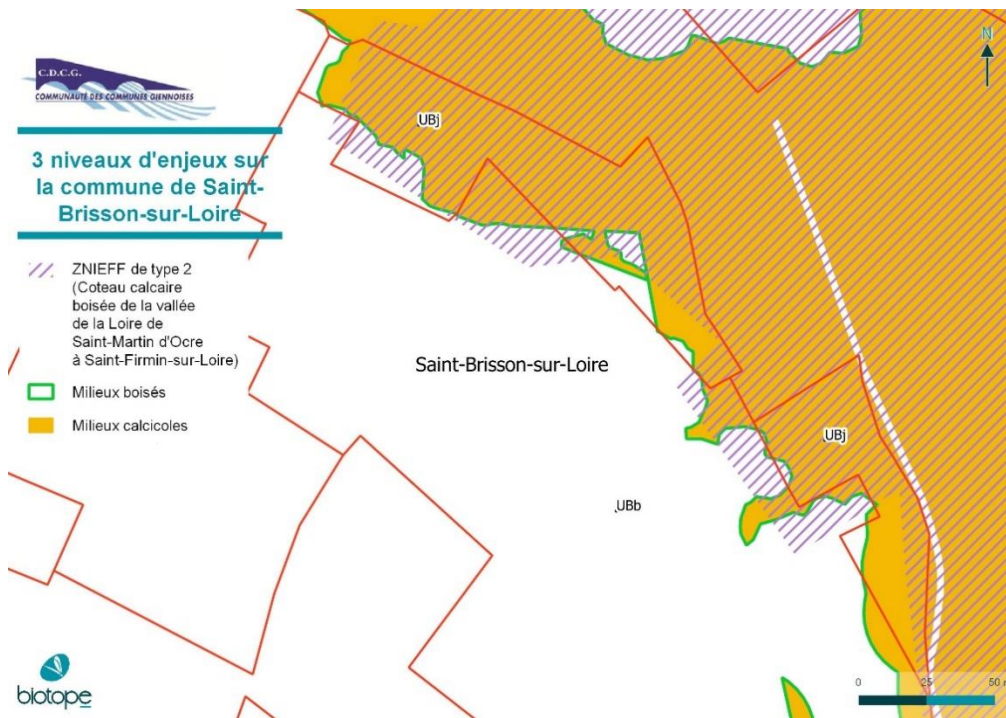 C.D.C.G.
COMMUNAUTÉ DES COMMUNES GIENNOISES
3 niveaux d'enjeux sur
la commune de Saint-
Brisson-sur-Loire
ZNIEFF de type 2
(Coteau calcaire
boisée de la vallée
de la Loire de
Saint-Martin d'Ocre
à Saint-Firmin-sur-Loire)
Milieux boisés
Milieux calcicoles
biotope
N
UBj
Saint-Brisson-sur-Loire
UBj
UBb
0 25 50 m